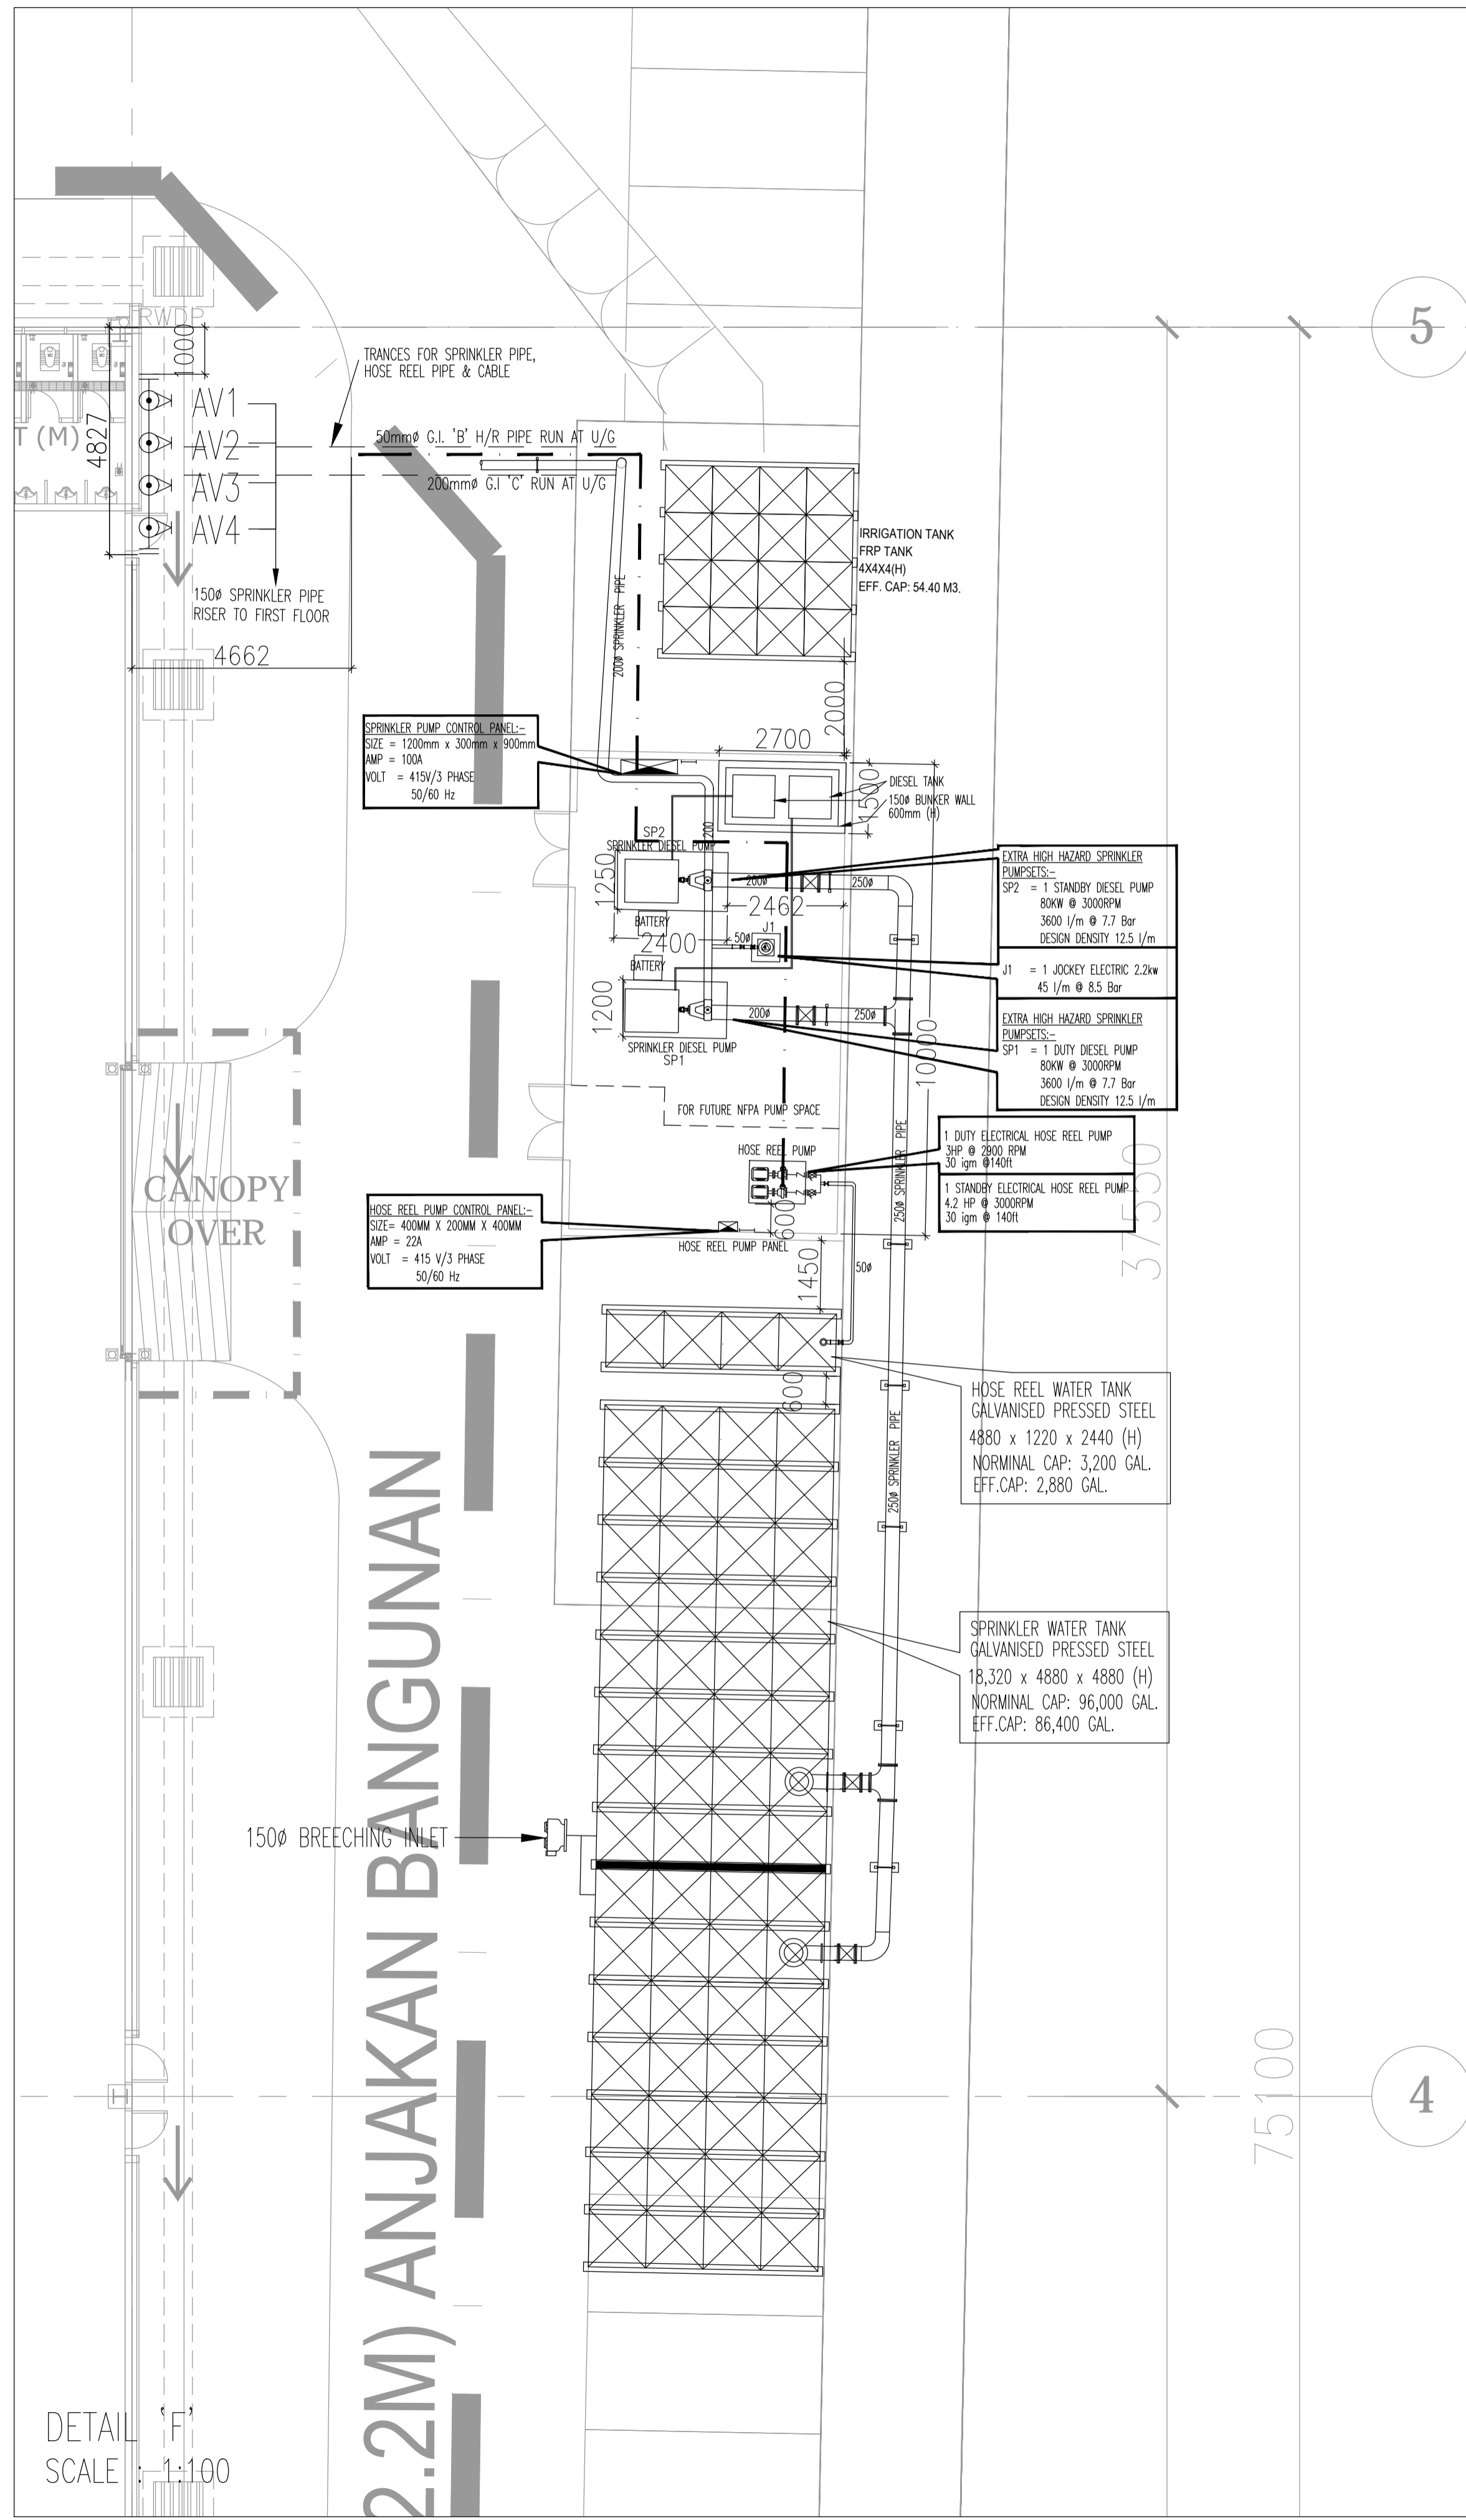 5
RWDP
1000
TRANCES FOR SPRINKLER PIPE,
HOSE REEL PIPE & CABLE
AV1
AV2
AV3
AV4
T (M)
4827
50mmø G.I. 'B' H/R PIPE RUN AT U/G
200mmø G.I 'C' RUN AT U/G
IRRIGATION TANK
FRP TANK
4X4X4(H)
EFF. CAP: 54.40 M3.
150ø SPRINKLER PIPE
RISER TO FIRST FLOOR
4662
200ø SPRINKLER PIPE
2000
SPRINKLER PUMP CONTROL PANEL:-
SIZE = 1200mm x 300mm x 900mm
AMP = 100A
VOLT = 415V/3 PHASE
50/60 Hz
2700
DIESEL TANK
150ø BUNKER WALL
600mm (H)
1500
SP2
SPRINKLER DIESEL PUMP
200
1250
200ø
250ø
2462
BATTERY
2400
50ø
J1
BATTERY
1200
200ø
250ø
SPRINKLER DIESEL PUMP
SP1
10000
EXTRA HIGH HAZARD SPRINKLER
PUMPSETS:-
SP2 = 1 STANDBY DIESEL PUMP
80KW @ 3000RPM
3600 l/m @ 7.7 Bar
DESIGN DENSITY 12.5 l/m
J1 = 1 JOCKEY ELECTRIC 2.2kw
45 l/m @ 8.5 Bar
EXTRA HIGH HAZARD SPRINKLER
PUMPSETS:-
SP1 = 1 DUTY DIESEL PUMP
80KW @ 3000RPM
3600 l/m @ 7.7 Bar
DESIGN DENSITY 12.5 l/m
FOR FUTURE NFPA PUMP SPACE
HOSE REEL PUMP
1 DUTY ELECTRICAL HOSE REEL PUMP
3HP @ 2900 RPM
30 igm @140ft
1 STANDBY ELECTRICAL HOSE REEL PUMP
4.2 HP @ 3000RPM
30 igm @ 140ft
37550
250ø SPRINKLER PIPE
CANOPY
OVER
HOSE REEL PUMP CONTROL PANEL:-
SIZE= 400MM X 200MM X 400MM
AMP = 22A
VOLT = 415 V/3 PHASE
50/60 Hz
600
HOSE REEL PUMP PANEL
1450
50ø
600
HOSE REEL WATER TANK
GALVANISED PRESSED STEEL
4880 x 1220 x 2440 (H)
NORMINAL CAP: 3,200 GAL.
EFF.CAP: 2,880 GAL.
250ø SPRINKLER PIPE
SPRINKLER WATER TANK
GALVANISED PRESSED STEEL
18,320 x 4880 x 4880 (H)
NORMINAL CAP: 96,000 GAL.
EFF.CAP: 86,400 GAL.
150ø BREECHING INLET
2.2M) ANJAKAN BANGUNAN
75100
4
DETAIL 'F'
SCALE : 1:100